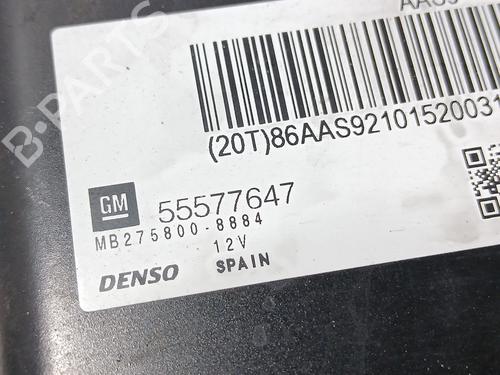 (20T)86AAS9210152003
GM 55577647
MB275800-8884
12V
DENSO SPAIN
B-PARTS